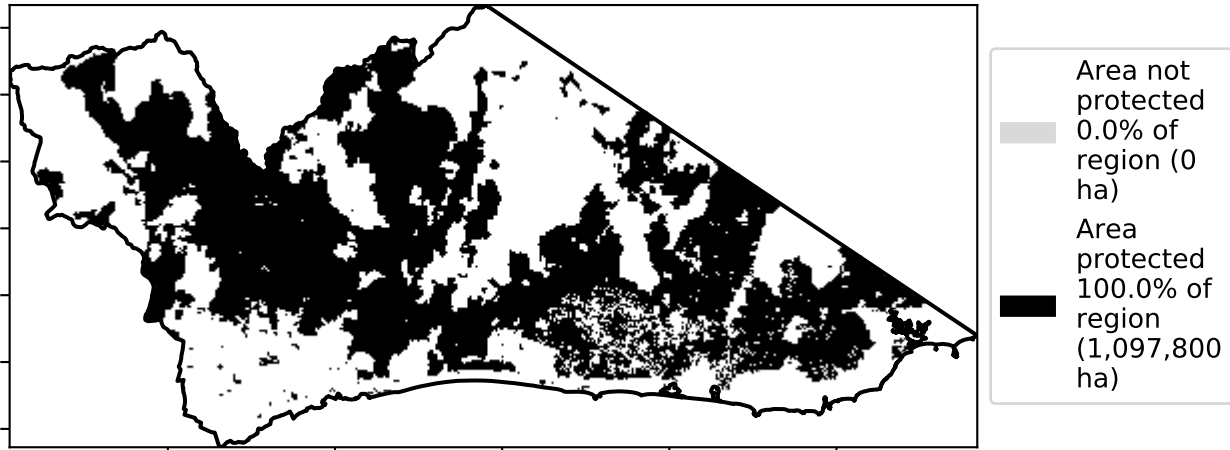 Area not
protected
0.0% of
region (0
ha)
Area
protected
100.0% of
region
(1,097,800
ha)